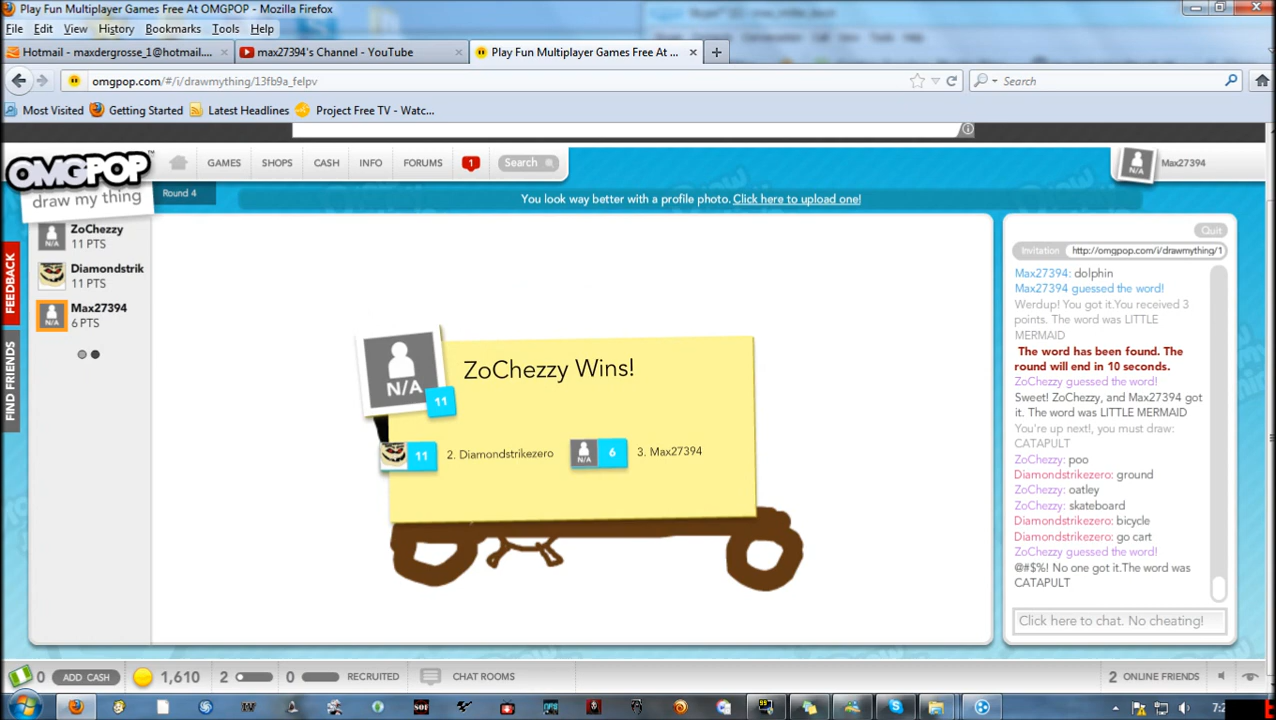 Play Fun Multiplayer Games Free At OMGPOP - Mozilla Firefox
File Edit View History Bookmarks Tools Help
Hotmail - maxdergrosse_1@hotmail.... max27394's Channel - YouTube Play Fun Multiplayer Games Free At ...
omgpop.com/#/i/drawmything/13fb9a_felpv Search
Most Visited Getting Started Latest Headlines Project Free TV - Watc...
OMGPOP
draw my thing
GAMES SHOPS CASH INFO FORUMS 1 Search
N/A Max27394
Round 4
You look way better with a profile photo. Click here to upload one!
FEEDBACK
FIND FRIENDS
N/A ZoChezzy
11 PTS
Diamondstrik
11 PTS
N/A Max27394
6 PTS
N/A
11
ZoChezzy Wins!
11 2. Diamondstrikezero N/A 6 3. Max27394
Quit
Invitation http://omgpop.com/i/drawmything/1
Max27394: dolphin
Max27394 guessed the word!
Werdup! You got it.You received 3
points. The word was LITTLE
MERMAID
The word has been found. The
round will end in 10 seconds.
ZoChezzy guessed the word!
Sweet! ZoChezzy, and Max27394 got
it. The word was LITTLE MERMAID
You're up next!, you must draw:
CATAPULT
ZoChezzy: poo
Diamondstrikezero: ground
ZoChezzy: oatley
ZoChezzy: skateboard
Diamondstrikezero: bicycle
Diamondstrikezero: go cart
ZoChezzy guessed the word!
@#$%! No one got it.The word was
CATAPULT
Click here to chat. No cheating!
0 ADD CASH 1,610 2 0 RECRUITED CHAT ROOMS 2 ONLINE FRIENDS
SOF
7:2